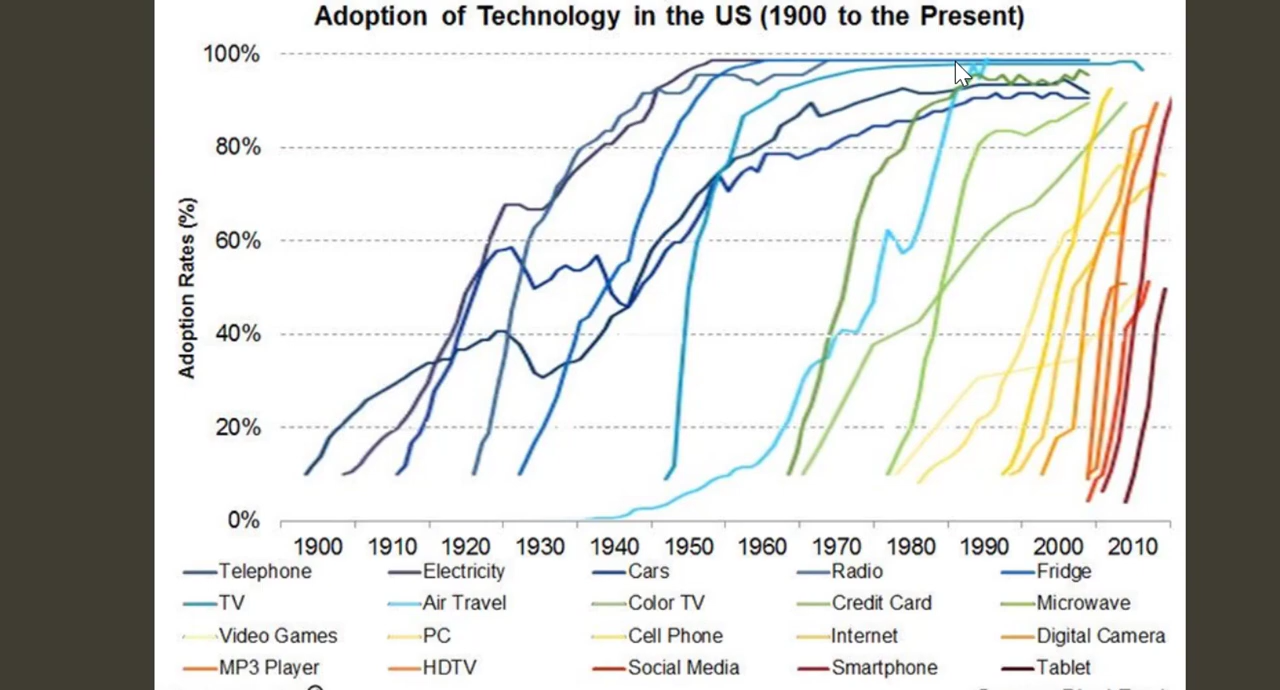 Adoption of Technology in the US (1900 to the Present)
Adoption Rates (%)
100%
80%
60%
40%
20%
0%
1900 1910 1920 1930 1940 1950 1960 1970 1980 1990 2000 2010
Telephone Electricity Cars Radio Fridge
TV Air Travel Color TV Credit Card Microwave
Video Games PC Cell Phone Internet Digital Camera
MP3 Player HDTV Social Media Smartphone Tablet